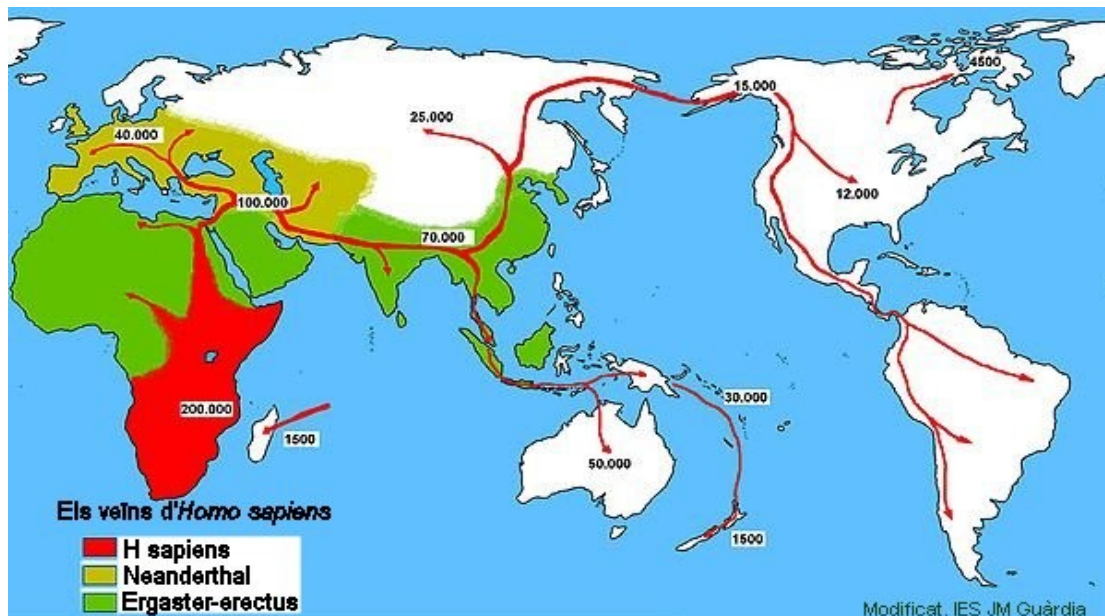 4500
15.000
25.000
40.000
12.000
100.000
70.000
30.000
200.000
1500
50.000
1500
Els veïns d'Homo sapiens
H sapiens
Neanderthal
Ergaster-erectus
Modificat. IES JM Guàrdia